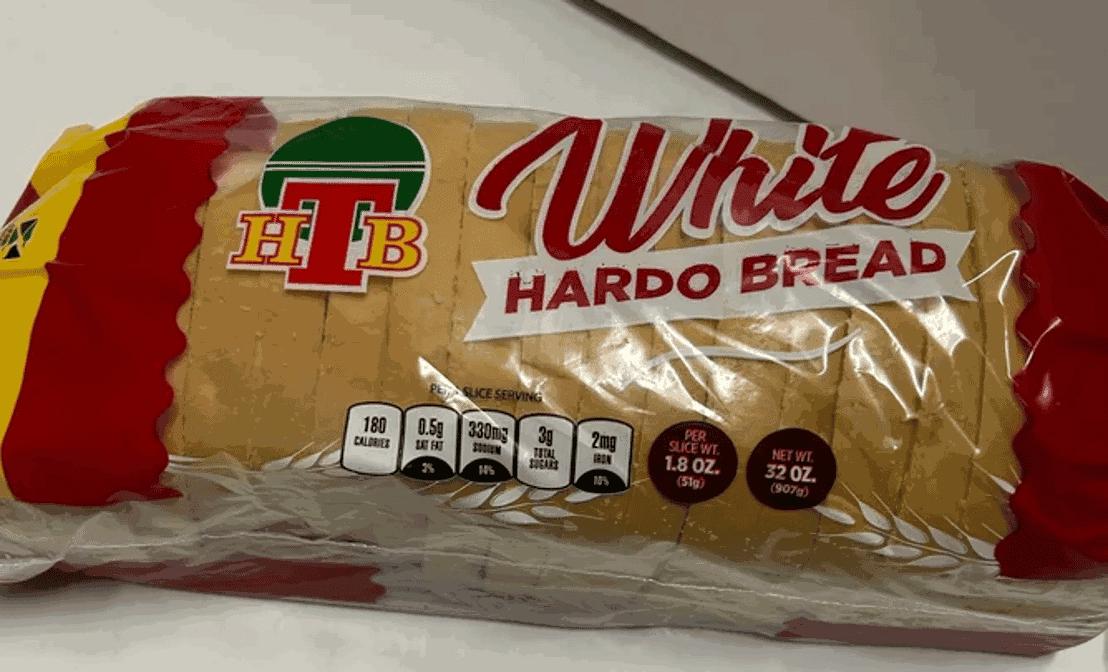 HTB
White
HARDO BREAD
PER SLICE SERVING
180
CALORIES
0.5g
SAT FAT
3%
330mg
SODIUM
14%
3g
TOTAL
SUGARS
2mg
IRON
10%
PER
SLICE WT.
1.8 OZ.
(51g)
NET WT.
32 OZ.
(907g)